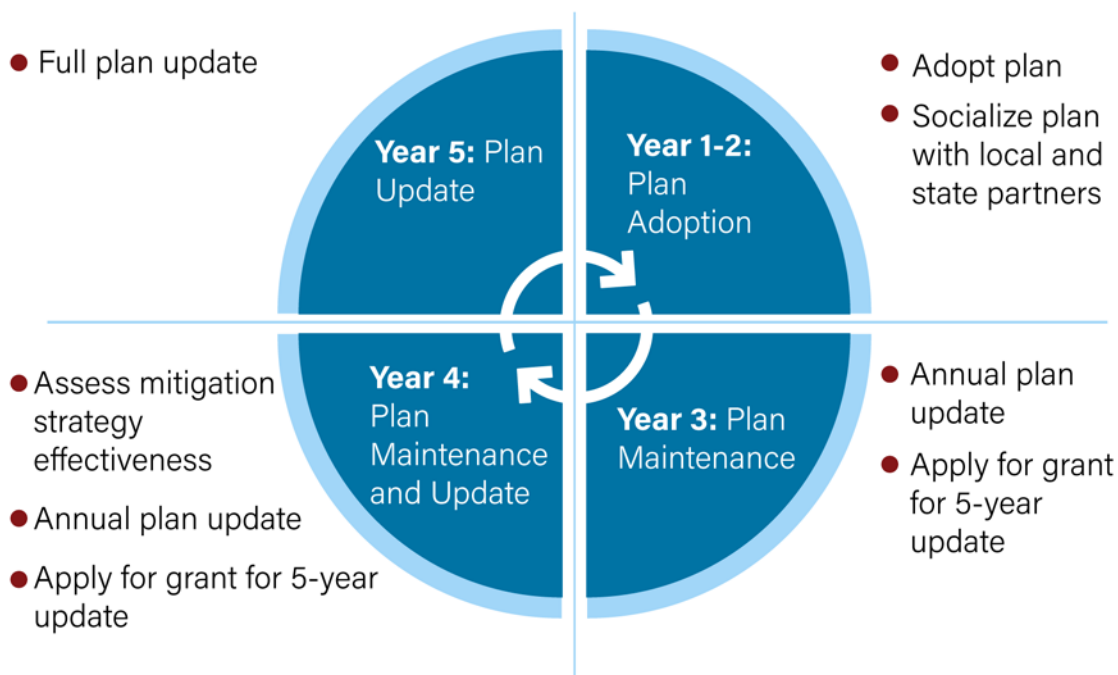 Full plan update
Year 5: Plan
Update
Year 1-2:
Plan
Adoption
Adopt plan
Socialize plan
with local and
state partners
Assess mitigation
strategy
effectiveness
Annual plan update
Apply for grant for 5-year
update
Year 4:
Plan
Maintenance
and Update
Year 3: Plan
Maintenance
Annual plan
update
Apply for grant
for 5-year
update